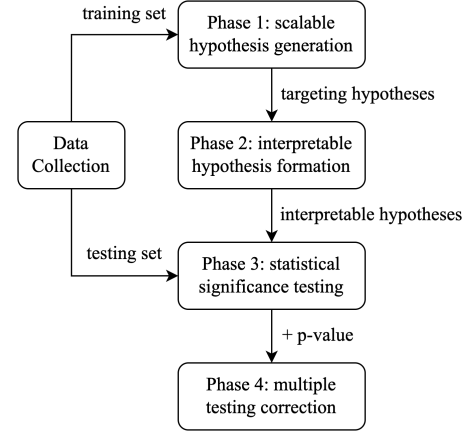 training set
Phase 1: scalable
hypothesis generation
targeting hypotheses
Data
Collection
Phase 2: interpretable
hypothesis formation
interpretable hypotheses
testing set
Phase 3: statistical
significance testing
+ p-value
Phase 4: multiple
testing correction